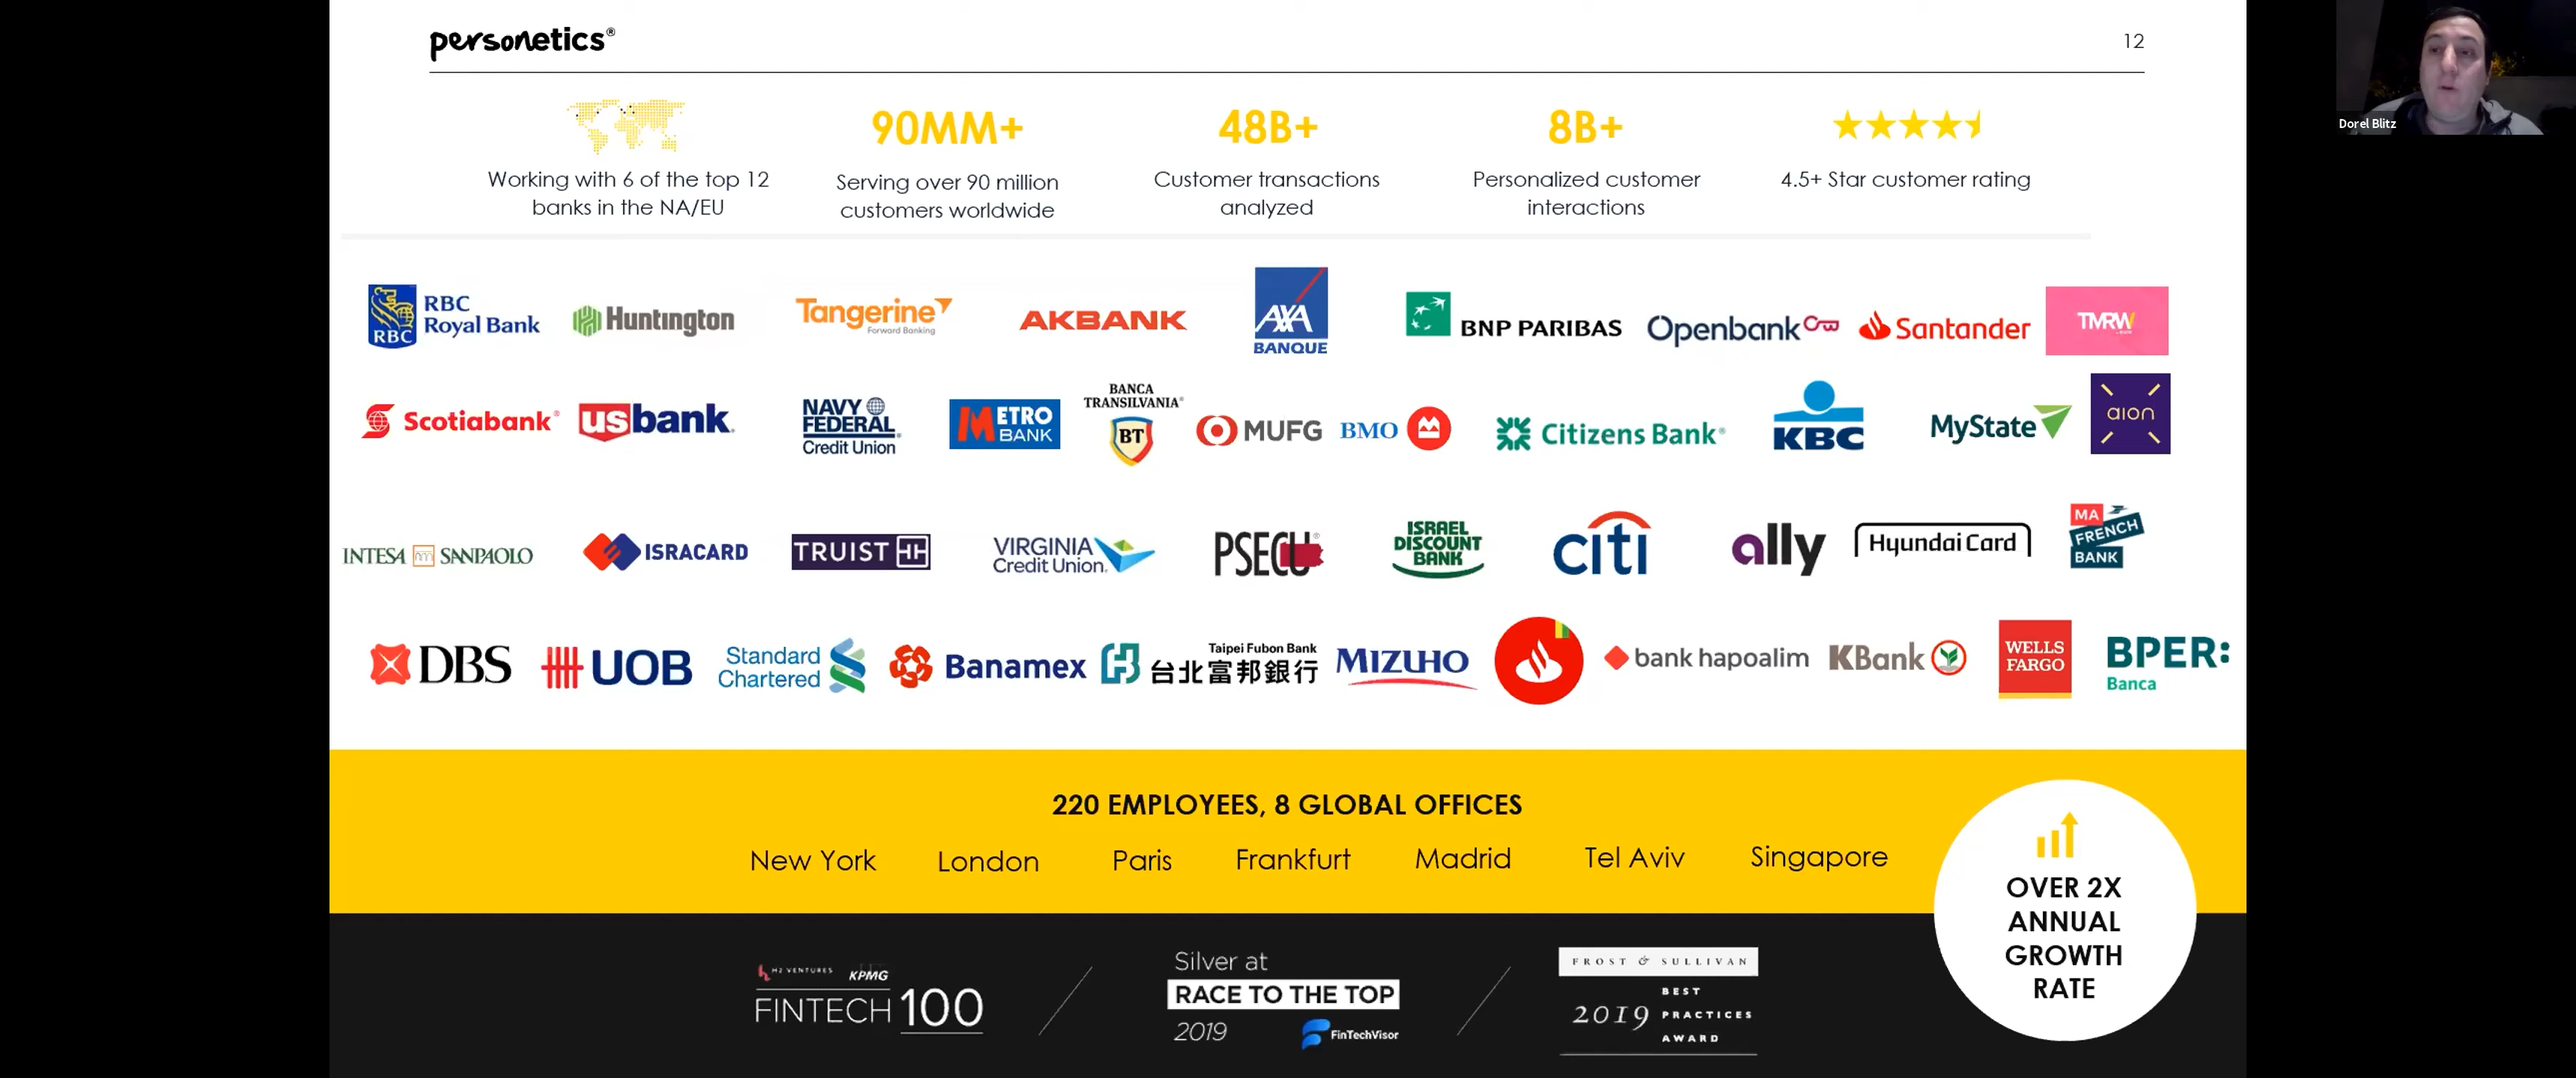 personetics®
12
Dorel Blitz
90MM+
48B+
8B+
Working with 6 of the top 12
banks in the NA/EU
Serving over 90 million
customers worldwide
Customer transactions
analyzed
Personalized customer
interactions
4.5+ Star customer rating
RBC
RBC
Royal Bank
Huntington
Tangerine
Forward Banking
AKBANK
AXA
BANQUE
BNP PARIBAS
Openbank
Santander
TMRW
Scotiabank®
usbank.
NAVY
FEDERAL
Credit Union
METRO
BANK
BANCA
TRANSILVANIA®
BT
MUFG
BMO
Citizens Bank®
KBC
MyState
aion
INTESA SANPAOLO
ISRACARD
TRUIST
VIRGINIA
Credit Union.
PSECU
ISRAEL
DISCOUNT
BANK
citi
ally
Hyundai Card
MA
FRENCH
BANK
DBS
UOB
Standard
Chartered
Banamex
Taipei Fubon Bank
台北富邦銀行
MIZUHO
bank hapoalim
KBank
WELLS
FARGO
BPER:
Banca
220 EMPLOYEES, 8 GLOBAL OFFICES
New York London Paris Frankfurt Madrid Tel Aviv Singapore
OVER 2X
ANNUAL
GROWTH
RATE
H2 VENTURES KPMG
FINTECH 100
Silver at
RACE TO THE TOP
2019 FinTechVisor
FROST & SULLIVAN
2019
BEST
PRACTICES
AWARD